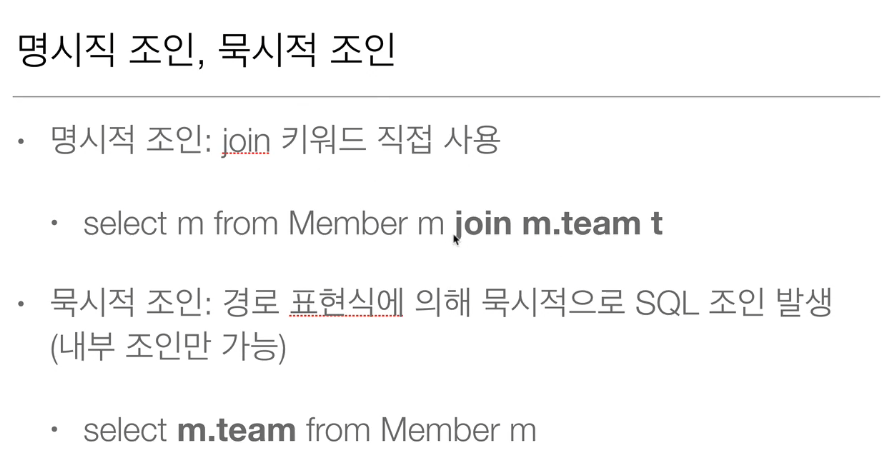 명시직 조인, 묵시적 조인
• 명시적 조인: join 키워드 직접 사용
• select m from Member m join m.team t
• 묵시적 조인: 경로 표현식에 의해 묵시적으로 SQL 조인 발생
(내부 조인만 가능)
• select m.team from Member m